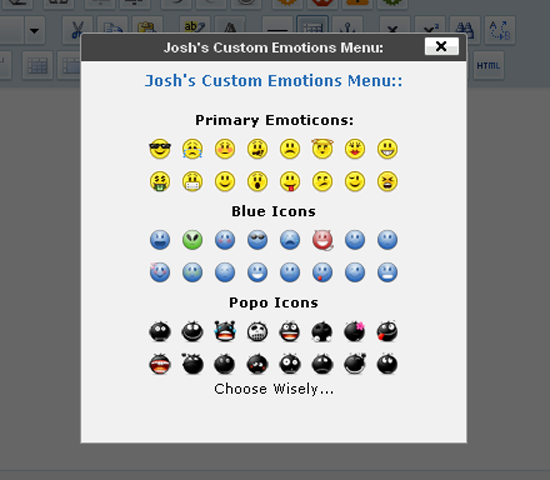 Josh's Custom Emotions Menu:
Josh's Custom Emotions Menu::
Primary Emoticons:
Blue Icons
Popo Icons
Choose Wisely...
HTML